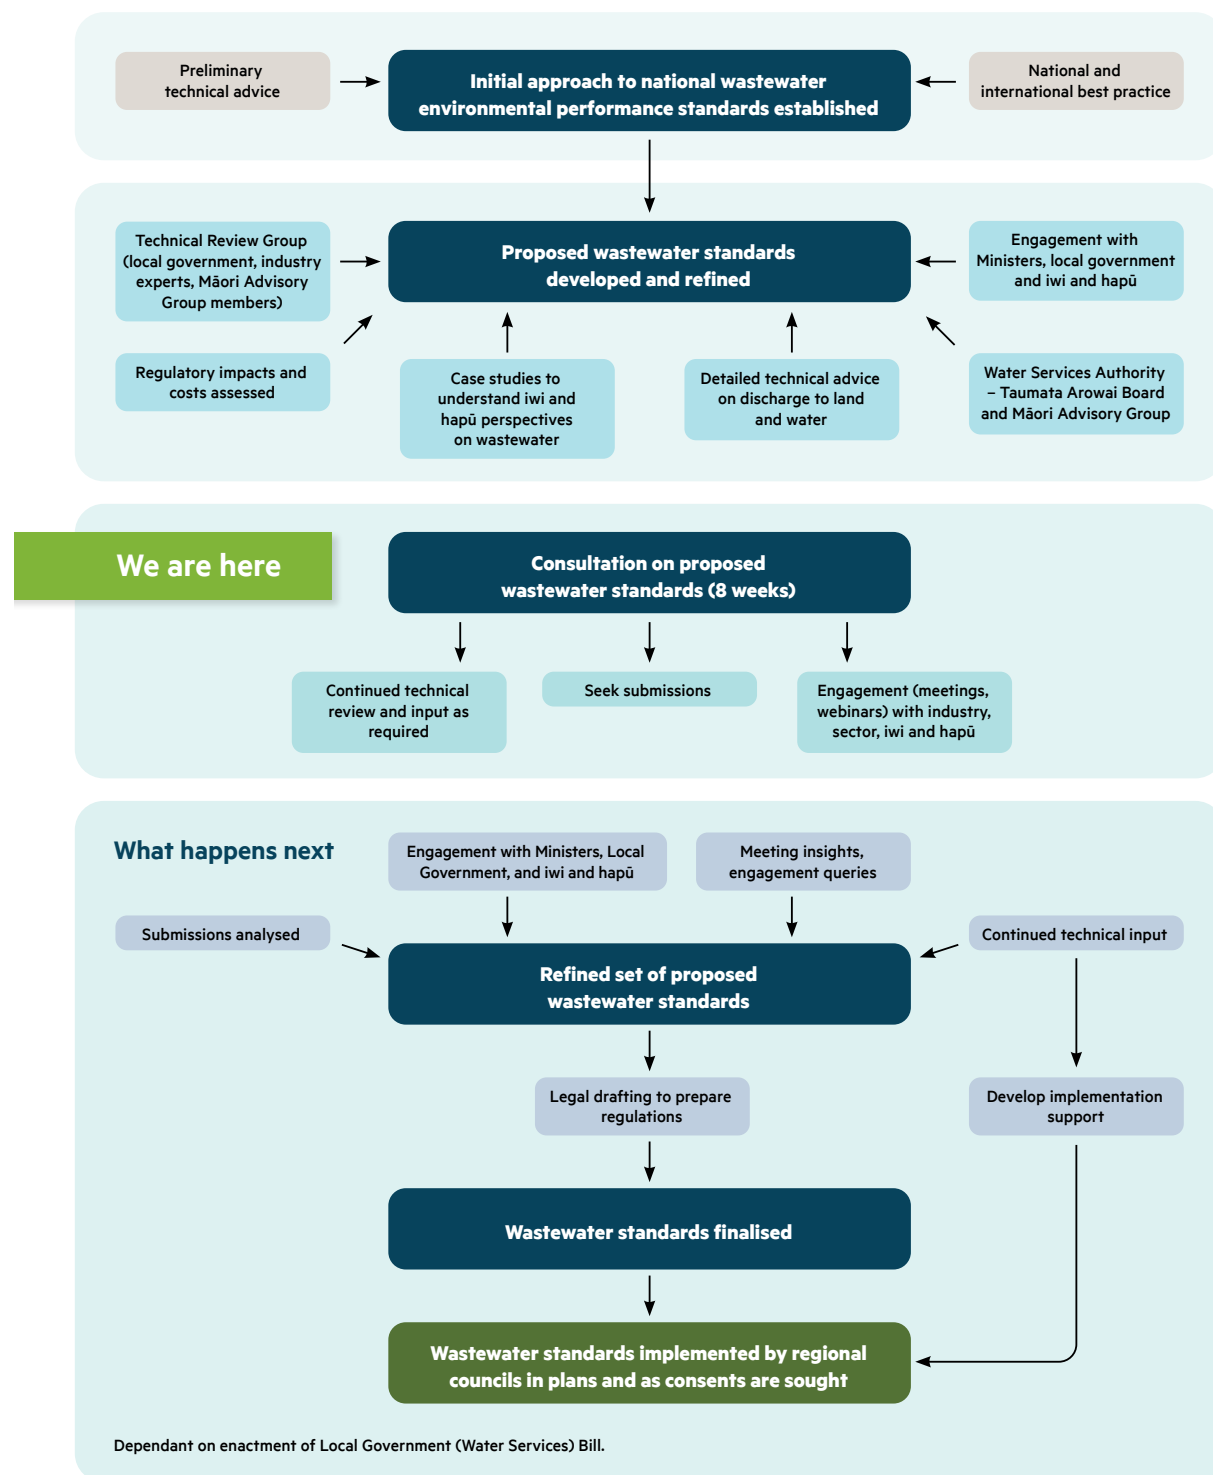 Preliminary
technical advice
Initial approach to national wastewater
environmental performance standards established
National and
international best practice
Technical Review Group
(local government, industry
experts, Māori Advisory
Group members)
Proposed wastewater standards
developed and refined
Engagement with
Ministers, local government
and iwi and hapū
Regulatory impacts and
costs assessed
Case studies to
understand iwi and
hapū perspectives
on wastewater
Detailed technical advice
on discharge to land
and water
Water Services Authority
– Taumata Arowai Board
and Māori Advisory Group
We are here
Consultation on proposed
wastewater standards (8 weeks)
Continued technical
review and input as
required
Seek submissions
Engagement (meetings,
webinars) with industry,
sector, iwi and hapū
What happens next
Engagement with Ministers, Local
Government, and iwi and hapū
Meeting insights,
engagement queries
Submissions analysed
Continued technical input
Refined set of proposed
wastewater standards
Legal drafting to prepare
regulations
Develop implementation
support
Wastewater standards finalised
Wastewater standards implemented by regional
councils in plans and as consents are sought
Dependant on enactment of Local Government (Water Services) Bill.